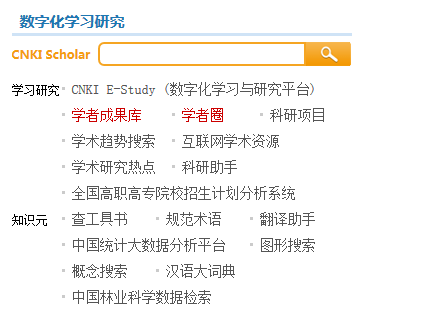 数字化学习研究
CNKI Scholar
学习研究 CNKI E-Study (数字化学习与研究平台)
学者成果库 学者圈 科研项目
学术趋势搜索 互联网学术资源
学术研究热点 科研助手
全国高职高专院校招生计划分析系统
知识元 查工具书 规范术语 翻译助手
中国统计大数据分析平台 图形搜索
概念搜索 汉语大词典
中国林业科学数据检索